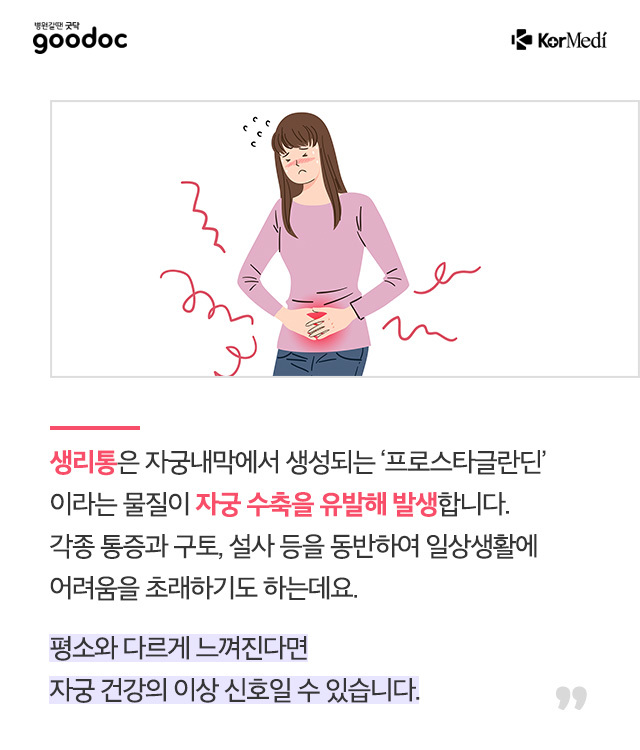 병원갈땐 굿닥
goodoc
KorMedi
생리통은 자궁내막에서 생성되는 ‘프로스타글란딘’
이라는 물질이 자궁 수축을 유발해 발생합니다.
각종 통증과 구토, 설사 등을 동반하여 일상생활에
어려움을 초래하기도 하는데요.
평소와 다르게 느껴진다면
자궁 건강의 이상 신호일 수 있습니다.
”